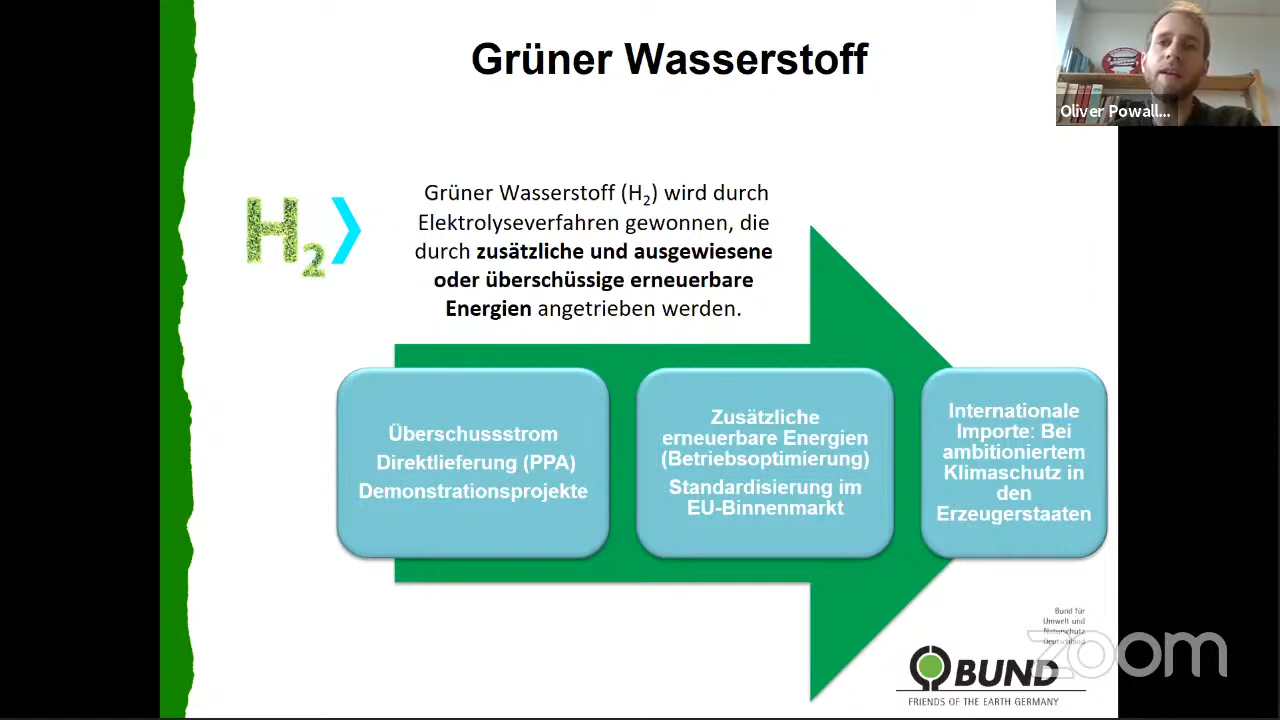 Grüner Wasserstoff
Oliver Powall...
H2
Grüner Wasserstoff (H2) wird durch
Elektrolyseverfahren gewonnen, die
durch zusätzliche und ausgewiesene
oder überschüssige erneuerbare
Energien angetrieben werden.
Überschussstrom
Direktlieferung (PPA)
Demonstrationsprojekte
Zusätzliche
erneuerbare Energien
(Betriebsoptimierung)
Standardisierung im
EU-Binnenmarkt
Internationale
Importe: Bei
ambitioniertem
Klimaschutz in
den
Erzeugerstaaten
Bund für
Umwelt und
Naturschutz
Deutschland
zoom
BUND
FRIENDS OF THE EARTH GERMANY